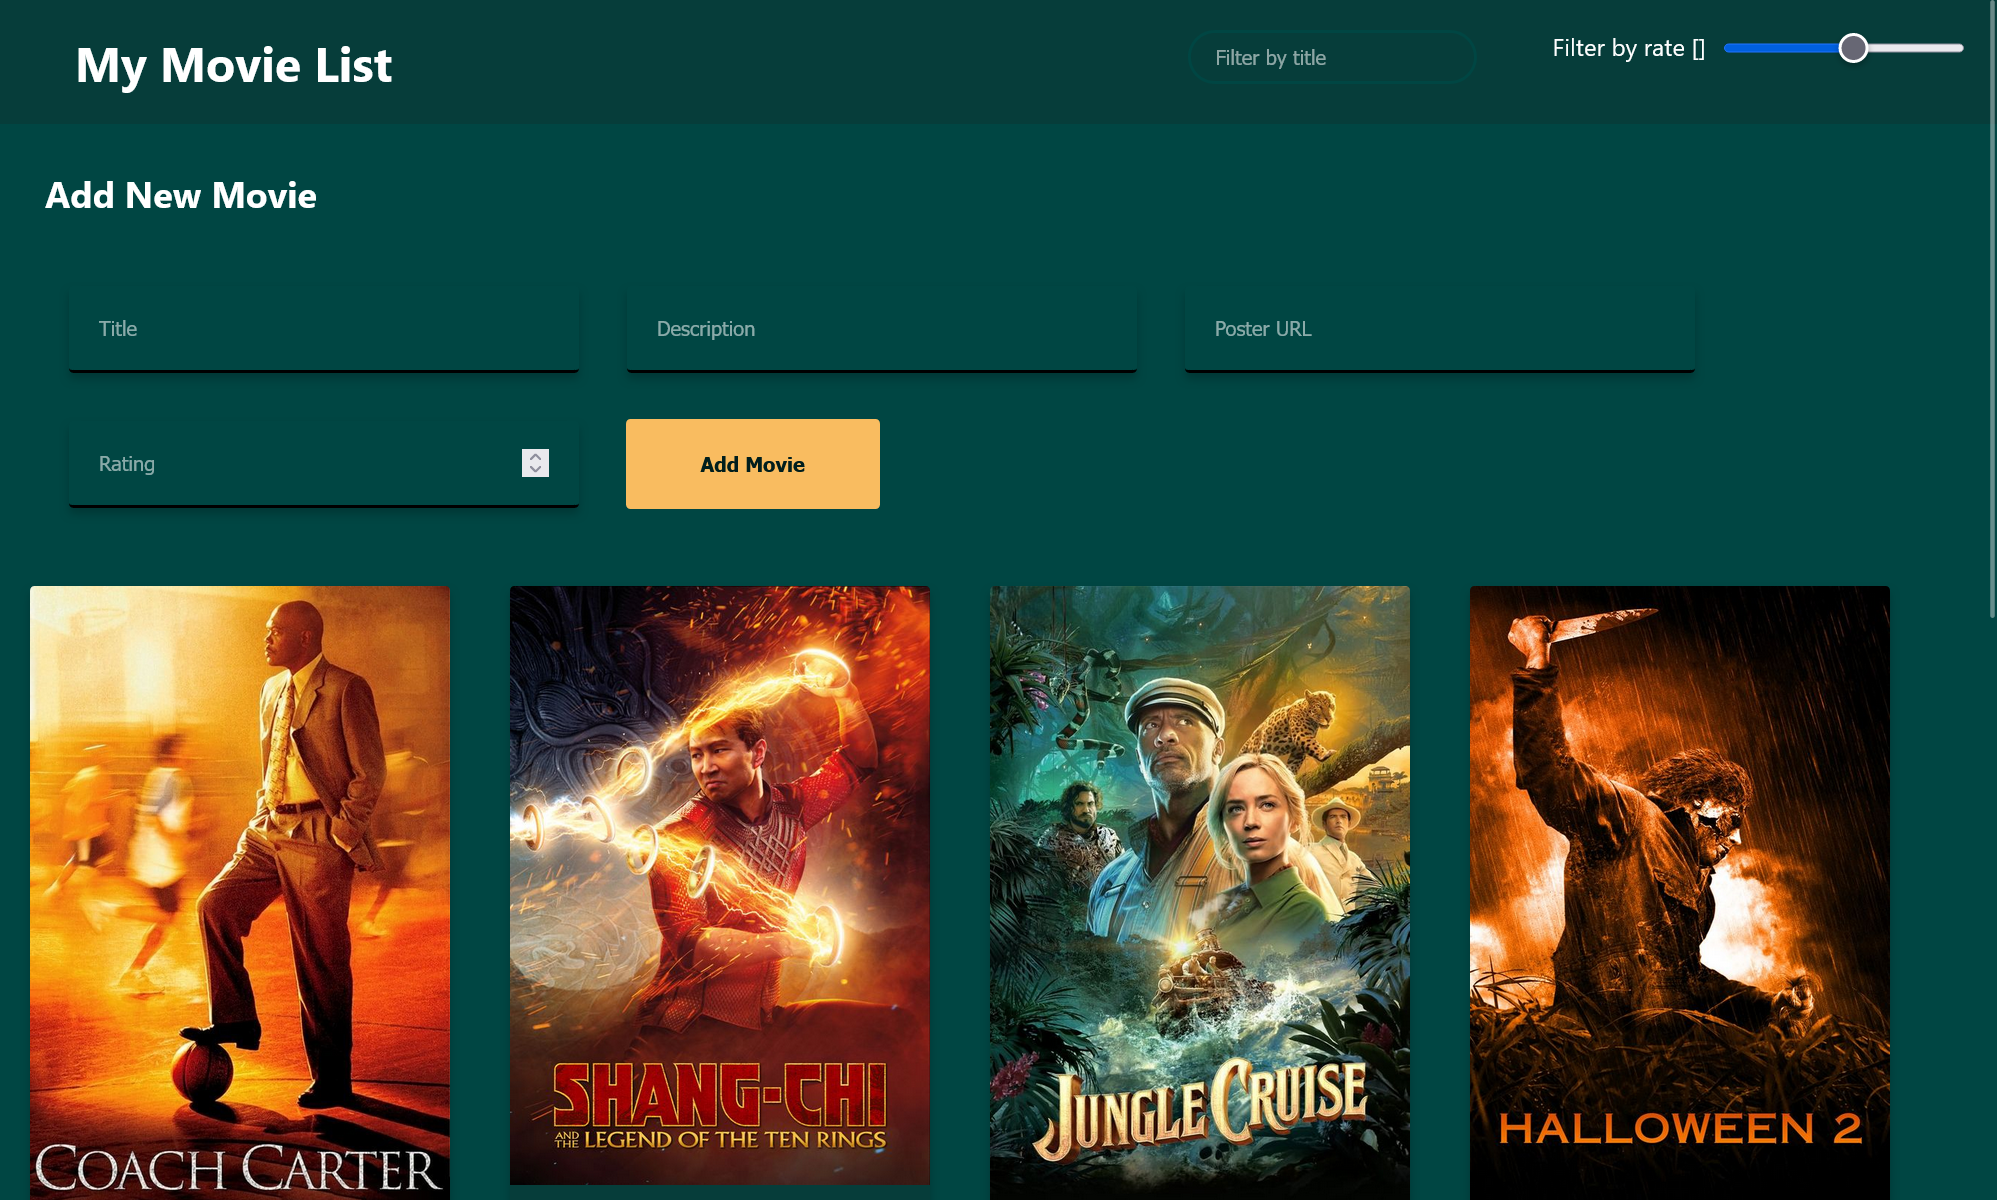 My Movie List
Filter by title
Filter by rate []
Add New Movie
Title
Description
Poster URL
Rating
Add Movie
COACH CARTER
SHANG-CHI
AND THE LEGEND OF THE TEN RINGS
JUNGLE CRUISE
HALLOWEEN 2